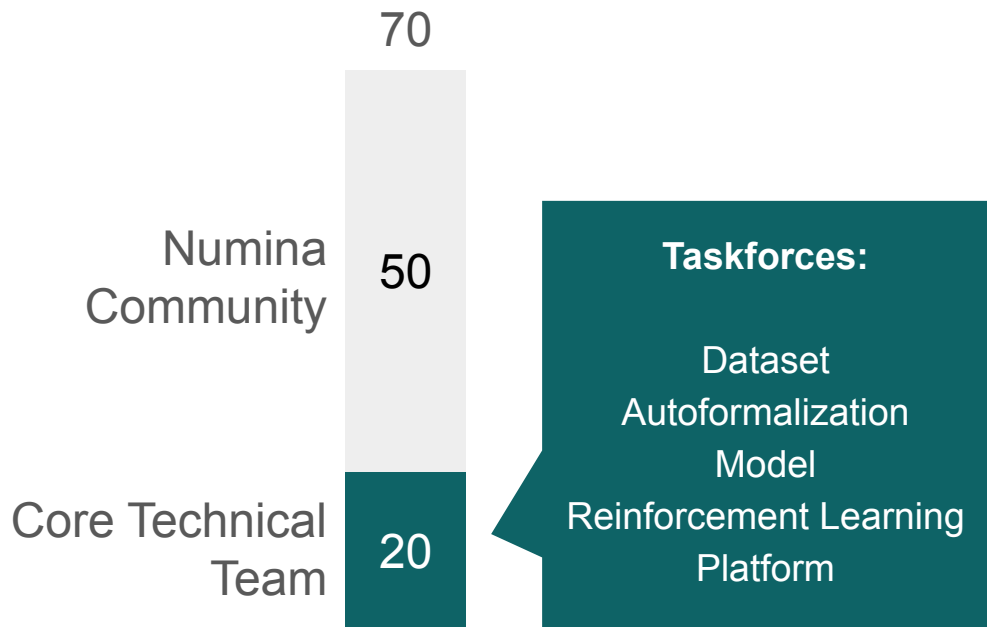 70
Numina
Community
50
Core Technical
Team
20
Taskforces:
Dataset
Autoformalization
Model
Reinforcement Learning
Platform